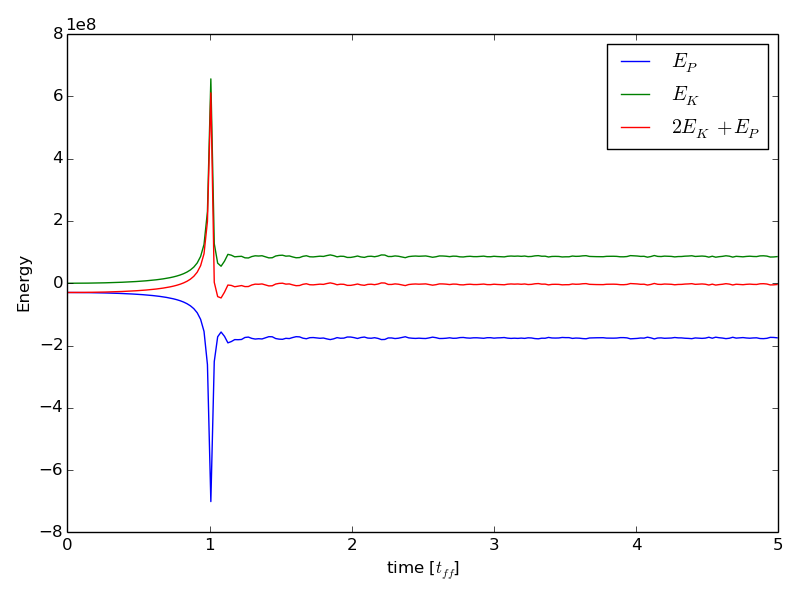 1e8
8
6
4
2
0
−2
−4
−6
−8
0 1 2 3 4 5
Energy
time [t_ff]
E_P
E_K
2E_K + E_P